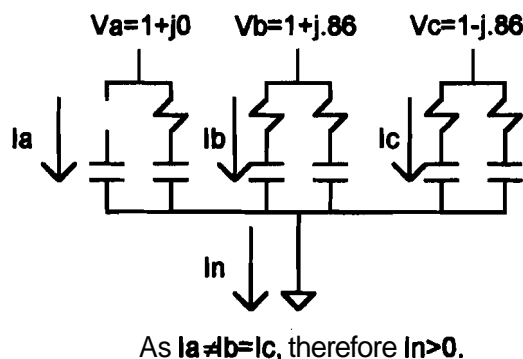 Va=1+j0 Vb=1+j.86 Vc=1-j.86
Ia Ib Ic
In
As Ia≠Ib=Ic, therefore In>0.